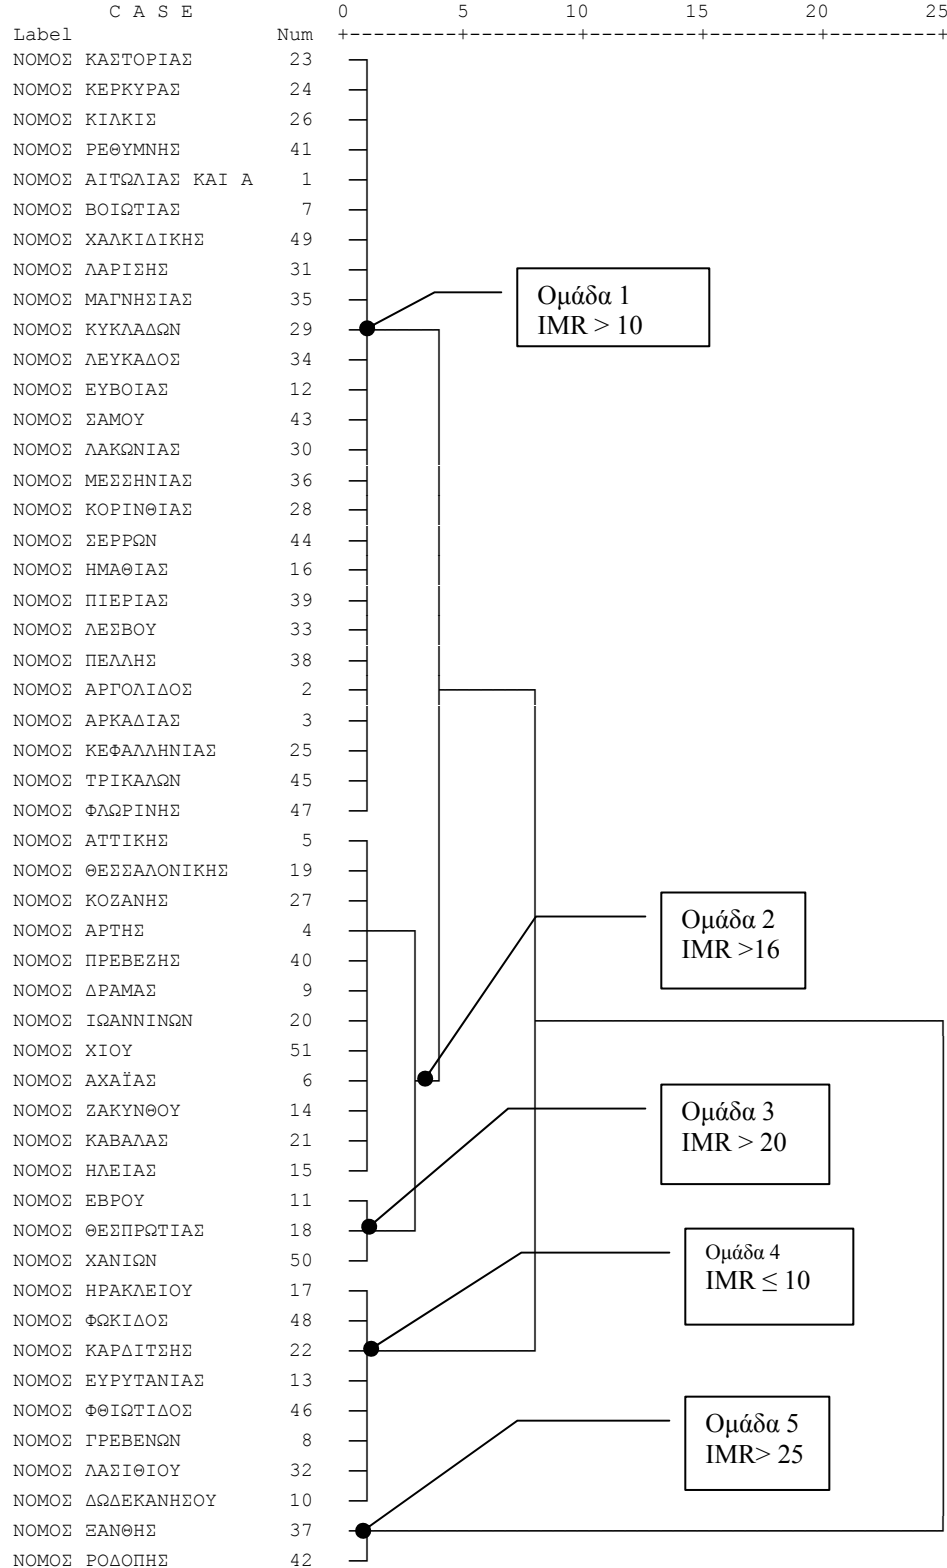 C A S E 0 5 10 15 20 25
Label Num +---------+---------+---------+---------+---------+
ΝΟΜΟΣ ΚΑΣΤΟΡΙΑΣ 23
ΝΟΜΟΣ ΚΕΡΚΥΡΑΣ 24
ΝΟΜΟΣ ΚΙΛΚΙΣ 26
ΝΟΜΟΣ ΡΕΘΥΜΝΗΣ 41
ΝΟΜΟΣ ΑΙΤΩΛΙΑΣ ΚΑΙ Α 1
ΝΟΜΟΣ ΒΟΙΩΤΙΑΣ 7
ΝΟΜΟΣ ΧΑΛΚΙΔΙΚΗΣ 49
ΝΟΜΟΣ ΛΑΡΙΣΗΣ 31
ΝΟΜΟΣ ΜΑΓΝΗΣΙΑΣ 35
Ομάδα 1
IMR > 10
ΝΟΜΟΣ ΚΥΚΛΑΔΩΝ 29
ΝΟΜΟΣ ΛΕΥΚΑΔΟΣ 34
ΝΟΜΟΣ ΕΥΒΟΙΑΣ 12
ΝΟΜΟΣ ΣΑΜΟΥ 43
ΝΟΜΟΣ ΛΑΚΩΝΙΑΣ 30
ΝΟΜΟΣ ΜΕΣΣΗΝΙΑΣ 36
ΝΟΜΟΣ ΚΟΡΙΝΘΙΑΣ 28
ΝΟΜΟΣ ΣΕΡΡΩΝ 44
ΝΟΜΟΣ ΗΜΑΘΙΑΣ 16
ΝΟΜΟΣ ΠΙΕΡΙΑΣ 39
ΝΟΜΟΣ ΛΕΣΒΟΥ 33
ΝΟΜΟΣ ΠΕΛΛΗΣ 38
ΝΟΜΟΣ ΑΡΓΟΛΙΔΟΣ 2
ΝΟΜΟΣ ΑΡΚΑΔΙΑΣ 3
ΝΟΜΟΣ ΚΕΦΑΛΛΗΝΙΑΣ 25
ΝΟΜΟΣ ΤΡΙΚΑΛΩΝ 45
ΝΟΜΟΣ ΦΛΩΡΙΝΗΣ 47
ΝΟΜΟΣ ΑΤΤΙΚΗΣ 5
ΝΟΜΟΣ ΘΕΣΣΑΛΟΝΙΚΗΣ 19
ΝΟΜΟΣ ΚΟΖΑΝΗΣ 27
Ομάδα 2
IMR >16
ΝΟΜΟΣ ΑΡΤΗΣ 4
ΝΟΜΟΣ ΠΡΕΒΕΖΗΣ 40
ΝΟΜΟΣ ΔΡΑΜΑΣ 9
ΝΟΜΟΣ ΙΩΑΝΝΙΝΩΝ 20
ΝΟΜΟΣ ΧΙΟΥ 51
ΝΟΜΟΣ ΑΧΑΪΑΣ 6
ΝΟΜΟΣ ΖΑΚΥΝΘΟΥ 14
Ομάδα 3
IMR > 20
ΝΟΜΟΣ ΚΑΒΑΛΑΣ 21
ΝΟΜΟΣ ΗΛΕΙΑΣ 15
ΝΟΜΟΣ ΕΒΡΟΥ 11
ΝΟΜΟΣ ΘΕΣΠΡΩΤΙΑΣ 18
ΝΟΜΟΣ ΧΑΝΙΩΝ 50
Ομάδα 4
IMR ≤ 10
ΝΟΜΟΣ ΗΡΑΚΛΕΙΟΥ 17
ΝΟΜΟΣ ΦΩΚΙΔΟΣ 48
ΝΟΜΟΣ ΚΑΡΔΙΤΣΗΣ 22
ΝΟΜΟΣ ΕΥΡΥΤΑΝΙΑΣ 13
ΝΟΜΟΣ ΦΘΙΩΤΙΔΟΣ 46
Ομάδα 5
IMR> 25
ΝΟΜΟΣ ΓΡΕΒΕΝΩΝ 8
ΝΟΜΟΣ ΛΑΣΙΘΙΟΥ 32
ΝΟΜΟΣ ΔΩΔΕΚΑΝΗΣΟΥ 10
ΝΟΜΟΣ ΞΑΝΘΗΣ 37
ΝΟΜΟΣ ΡΟΔΟΠΗΣ 42